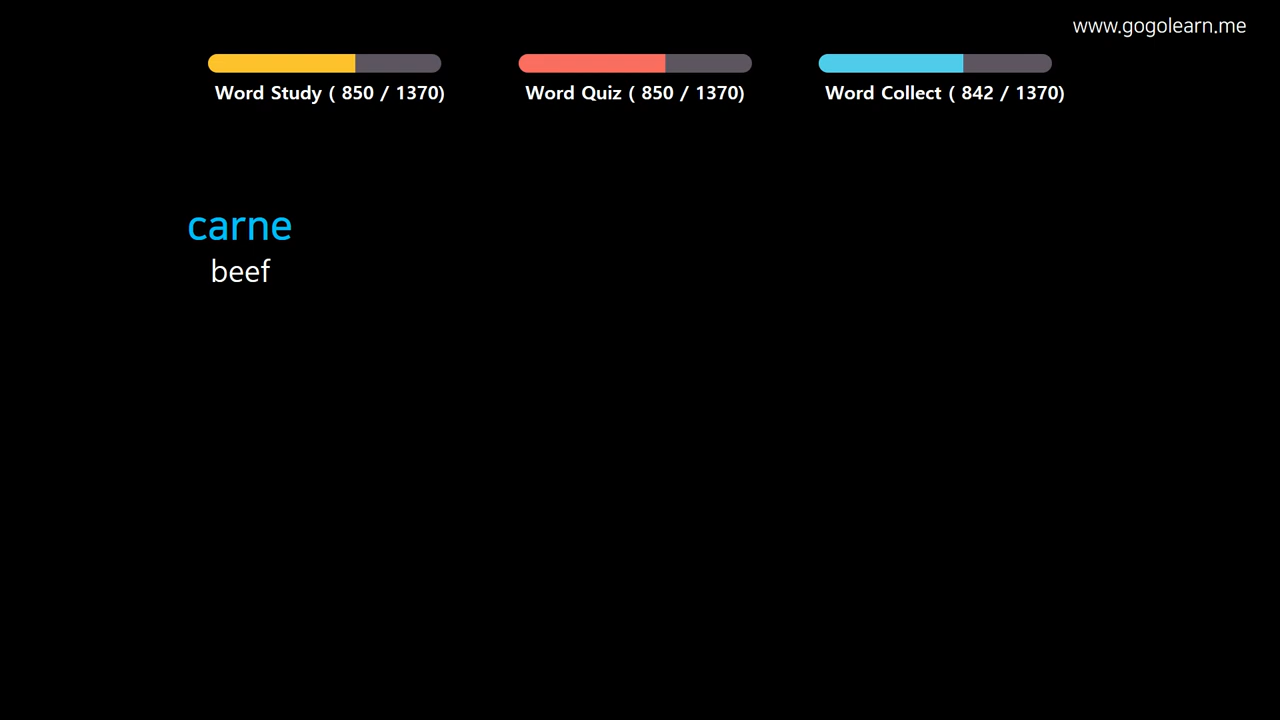 www.gogolearn.me
Word Study ( 850 / 1370)
Word Quiz ( 850 / 1370)
Word Collect ( 842 / 1370)
carne
beef